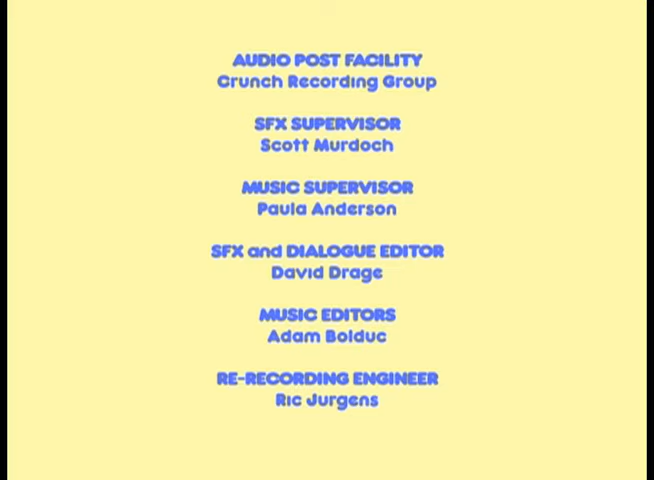 AUDIO POST FACILITY
Crunch Recording Group
SFX SUPERVISOR
Scott Murdoch
MUSIC SUPERVISOR
Paula Anderson
SFX and DIALOGUE EDITOR
David Drage
MUSIC EDITORS
Adam Bolduc
RE-RECORDING ENGINEER
Ric Jurgens